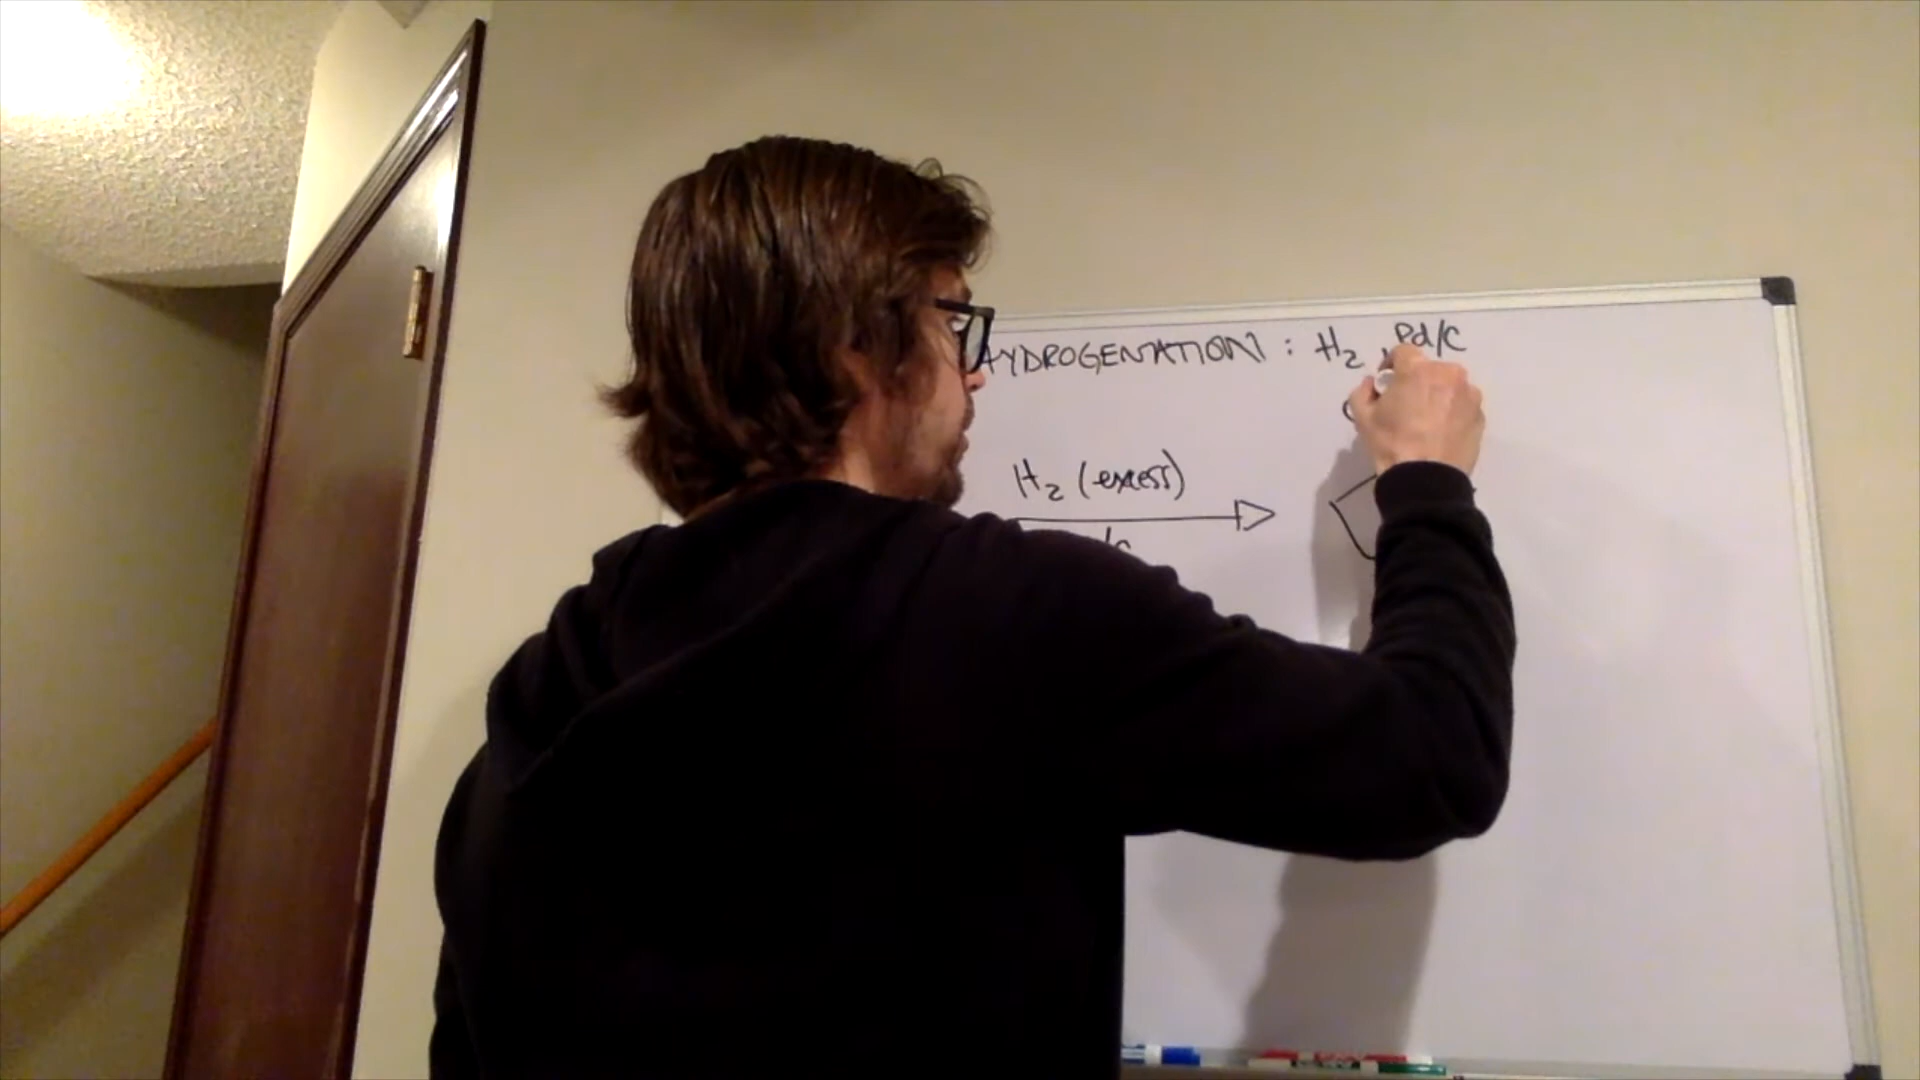 HYDROGENATION : H2, Pd/C
H2 (excess)